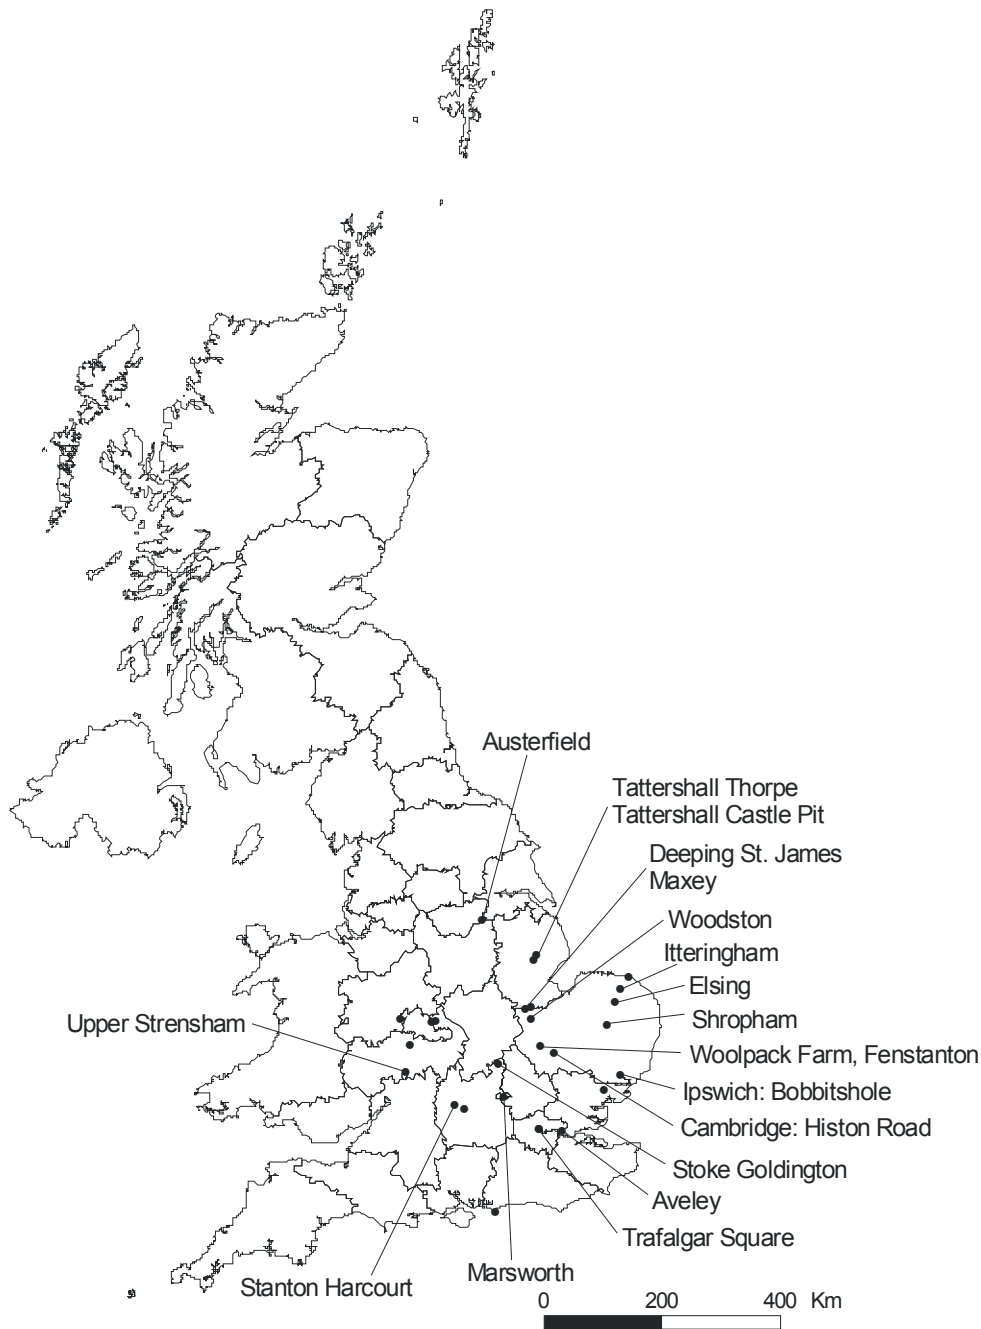 Austerfield
Tattershall Thorpe
Tattershall Castle Pit
Deeping St. James
Maxey
Woodston
Itteringham
Elsing
Shropham
Upper Strensham
Woolpack Farm, Fenstanton
Ipswich: Bobbitshole
Cambridge: Histon Road
Stoke Goldington
Aveley
Trafalgar Square
Marsworth
Stanton Harcourt
0 200 400 Km